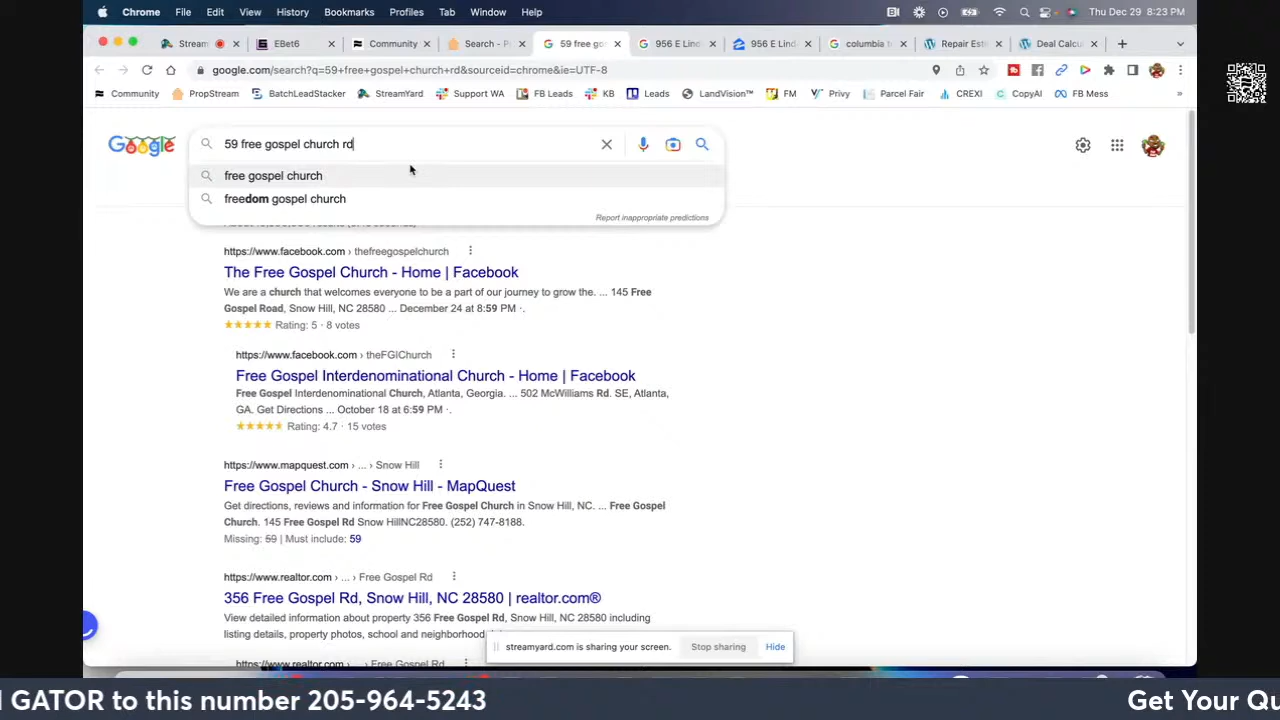 Chrome File Edit View History Bookmarks Profiles Tab Window Help Thu Dec 29 8:23 PM
Stream EBet6 Community Search - P 59 free gos 956 E Lind 956 E Lind columbia t Repair Est Deal Calcu
google.com/search?q=59+free+gospel+church+rd&sourceid=chrome&ie=UTF-8
Community PropStream BatchLeadStacker StreamYard Support WA FB Leads KB Leads LandVision™ FM Privy Parcel Fair CREXI CopyAI FB Mess »
Google 59 free gospel church rd
free gospel church
freedom gospel church
Report inappropriate predictions
https://www.facebook.com › thefreegospelchurch
The Free Gospel Church - Home | Facebook
We are a church that welcomes everyone to be a part of our journey to grow the. ... 145 Free
Gospel Road, Snow Hill, NC 28580 ... December 24 at 8:59 PM ·.
Rating: 5 · 8 votes
https://www.facebook.com › theFGIChurch
Free Gospel Interdenominational Church - Home | Facebook
Free Gospel Interdenominational Church, Atlanta, Georgia. ... 502 McWilliams Rd. SE, Atlanta,
GA. Get Directions ... October 18 at 6:59 PM ·.
Rating: 4.7 · 15 votes
https://www.mapquest.com › ... › Snow Hill
Free Gospel Church - Snow Hill - MapQuest
Get directions, reviews and information for Free Gospel Church in Snow Hill, NC. ... Free Gospel
Church. 145 Free Gospel Rd Snow HillNC28580. (252) 747-8188.
Missing: 59 | Must include: 59
https://www.realtor.com › ... › Free Gospel Rd
356 Free Gospel Rd, Snow Hill, NC 28580 | realtor.com®
View detailed information about property 356 Free Gospel Rd, Snow Hill, NC 28580 including
listing details, property photos, school and neighborhood
streamyard.com is sharing your screen. Stop sharing Hide
https://www.realtor.com › ... › Free Gospel Rd
GATOR to this number 205-964-5243 Get Your Qu